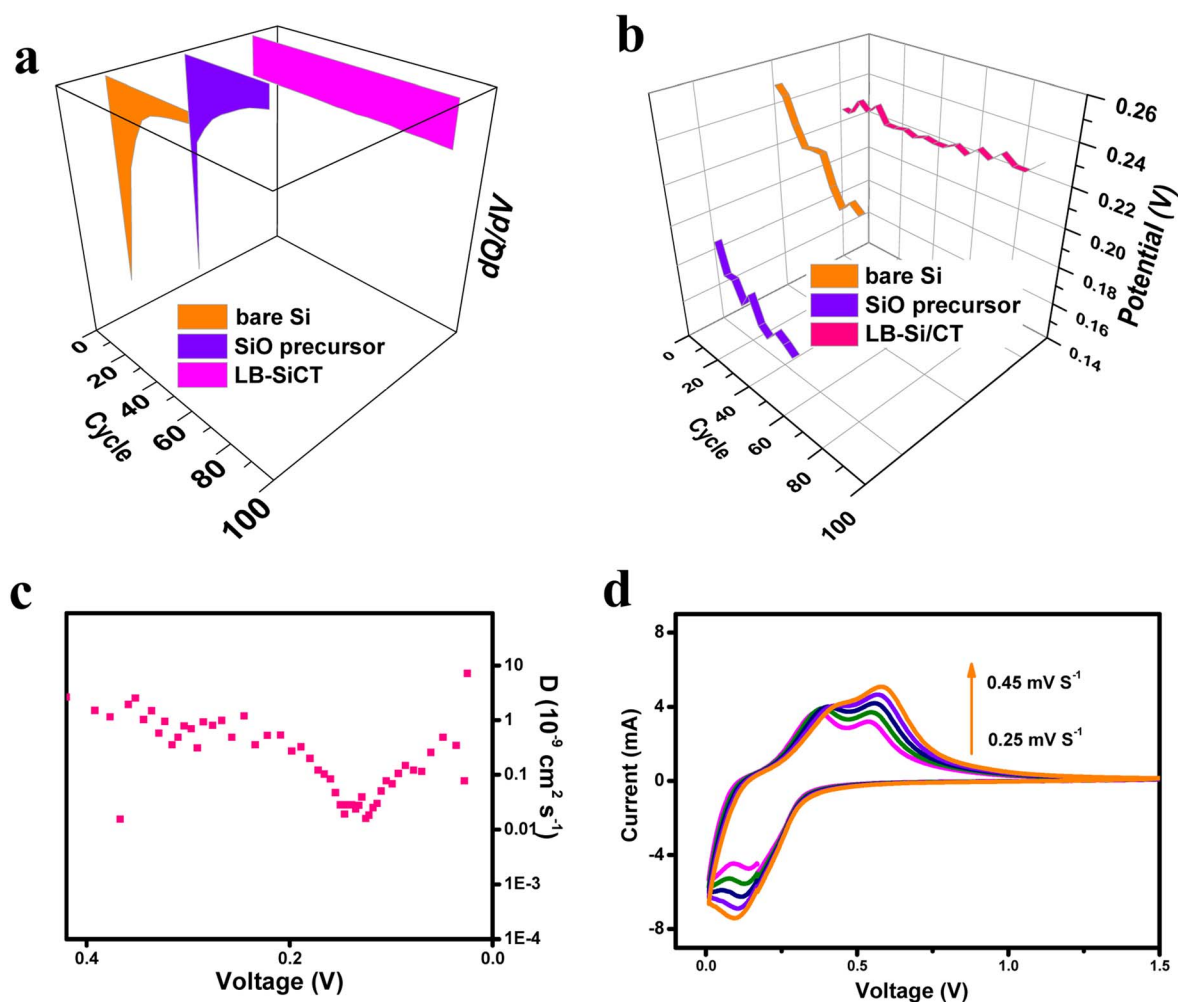 a
dQ/dV
bare Si
SiO precursor
LB-SiCT
0
20
40
60
80
100
Cycle
b
0.26
0.24
0.22
0.20
0.18
0.16
0.14
Potential (V)
bare Si
SiO precursor
LB-Si/CT
0
20
40
60
80
100
Cycle
c
10
1
0.1
0.01
1E-3
1E-4
D (10⁻⁹ cm² s⁻¹)
0.4
0.2
0.0
Voltage (V)
d
8
4
0
-4
-8
Current (mA)
0.45 mV S⁻¹
0.25 mV S⁻¹
0.0
0.5
1.0
1.5
Voltage (V)